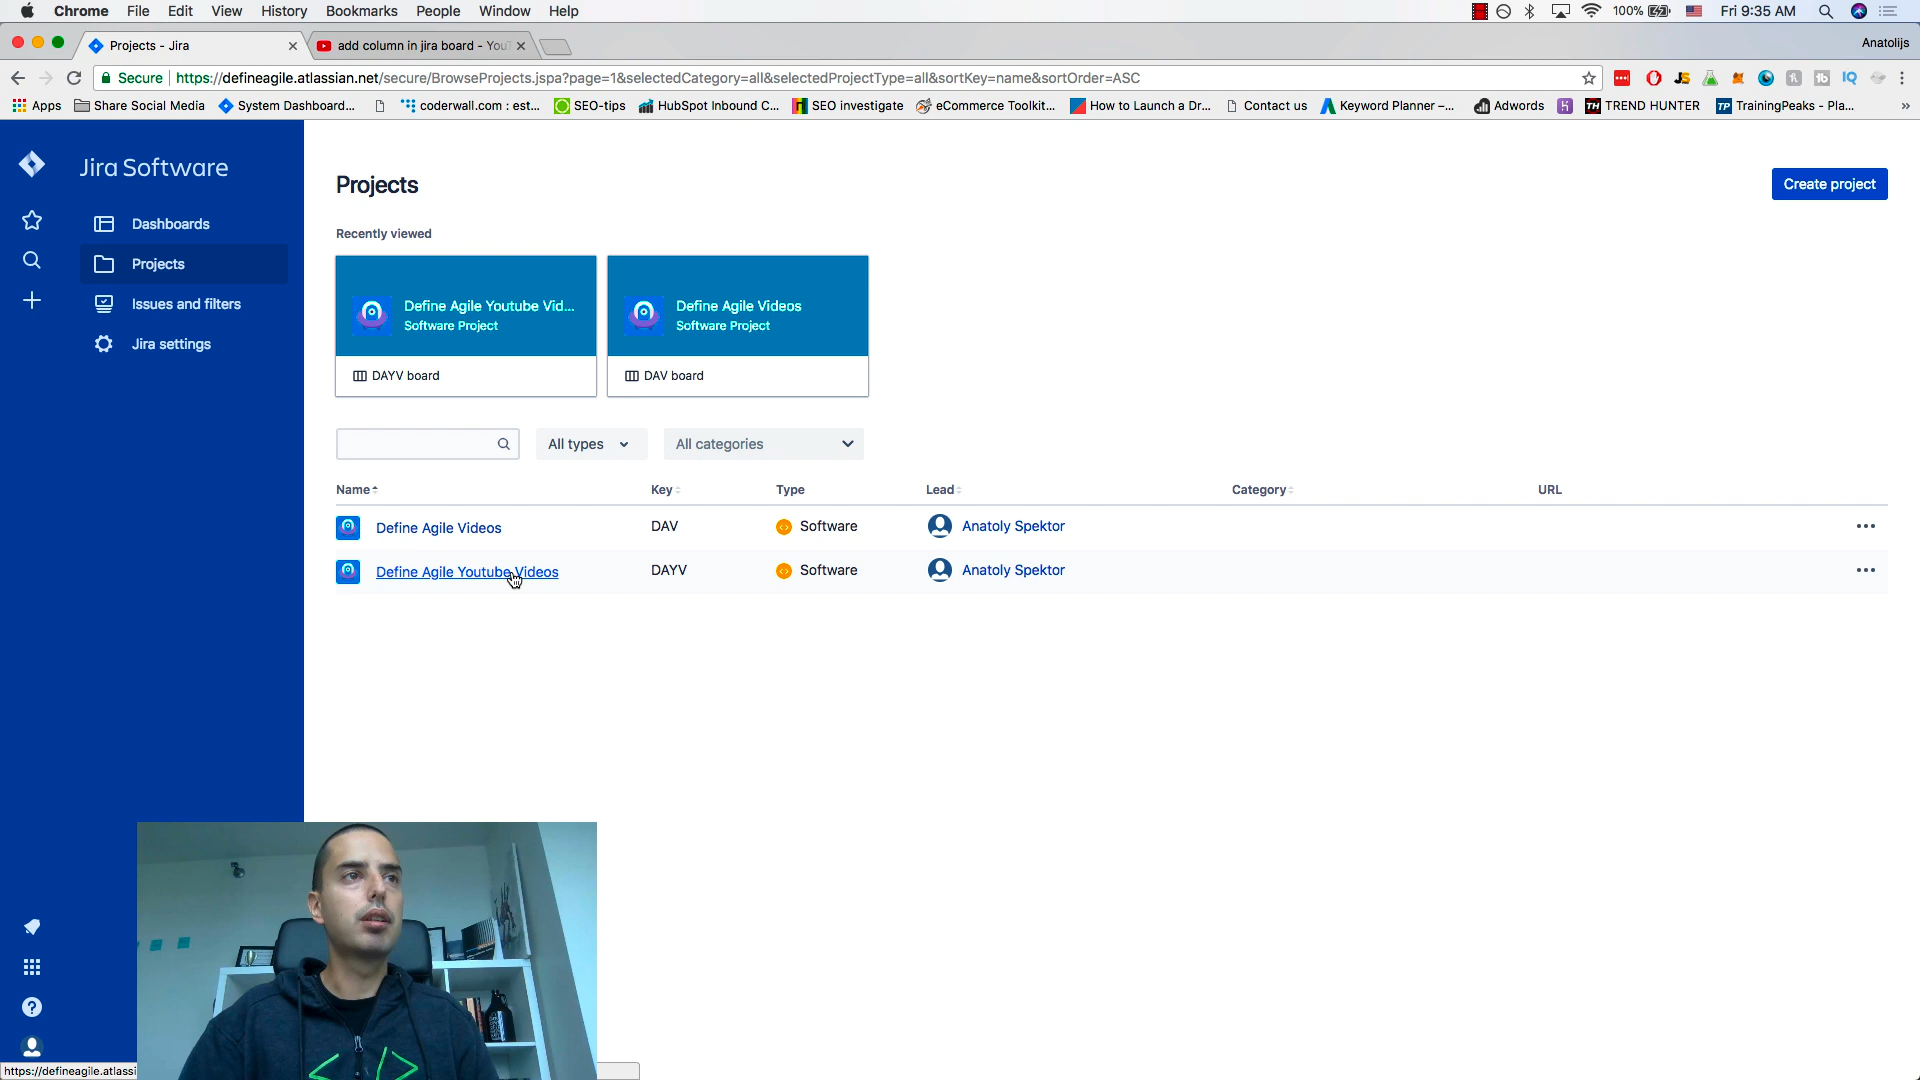 Chrome File Edit View History Bookmarks People Window Help 100% Fri 9:35 AM
Projects - Jira add column in jira board - You Anatolijs
Secure https://defineagile.atlassian.net/secure/BrowseProjects.jspa?page=1&selectedCategory=all&selectedProjectType=all&sortKey=name&sortOrder=ASC
Apps Share Social Media System Dashboard... coderwall.com : est... SEO-tips HubSpot Inbound C... SEO investigate eCommerce Toolkit... How to Launch a Dr... Contact us Keyword Planner –... Adwords TREND HUNTER TrainingPeaks - Pla... »
Jira Software
Dashboards
Projects
Issues and filters
Jira settings
Projects
Create project
Recently viewed
Define Agile Youtube Vid...
Software Project
DAYV board
Define Agile Videos
Software Project
DAV board
All types All categories
Name Key Type Lead Category URL
Define Agile Videos DAV Software Anatoly Spektor
Define Agile Youtube Videos DAYV Software Anatoly Spektor
https://defineagile.atlassi